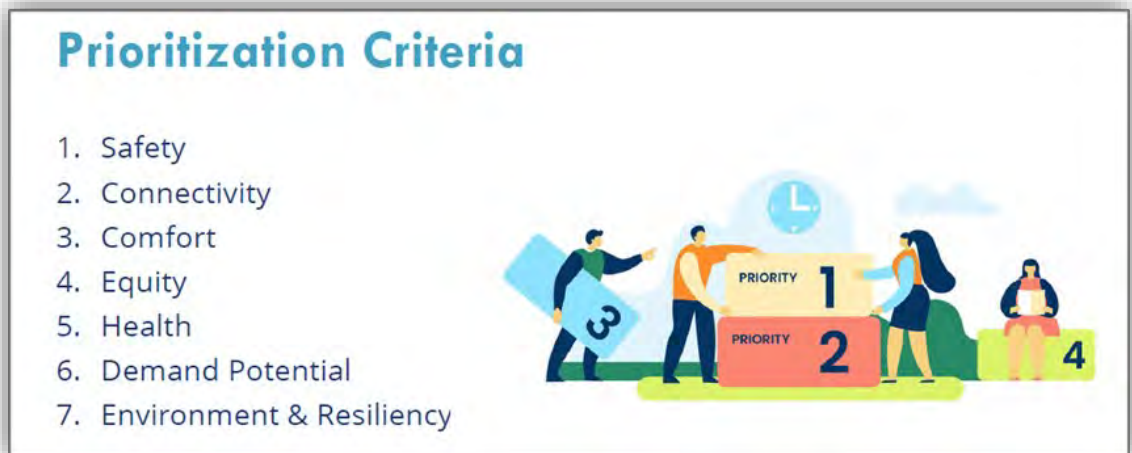 Prioritization Criteria
1. Safety
2. Connectivity
3. Comfort
4. Equity
5. Health
6. Demand Potential
7. Environment & Resiliency
PRIORITY 1
PRIORITY 2
3
4